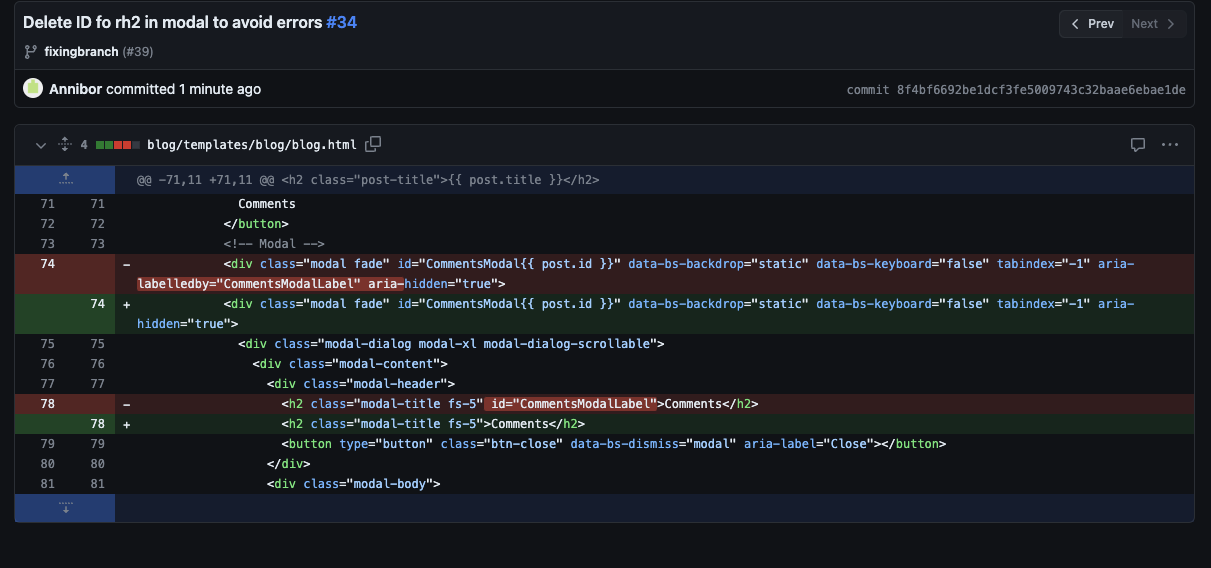 Delete ID fo rh2 in modal to avoid errors #34
Prev Next
fixingbranch (#39)
Annibor committed 1 minute ago
commit 8f4bf6692be1dcf3fe5009743c32baae6ebae1de
4 blog/templates/blog/blog.html
@@ -71,11 +71,11 @@ <h2 class="post-title">{{ post.title }}</h2>
71 71 Comments
72 72 </button>
73 73 <!-- Modal -->
74 - <div class="modal fade" id="CommentsModal{{ post.id }}" data-bs-backdrop="static" data-bs-keyboard="false" tabindex="-1" aria-
labelledby="CommentsModalLabel" aria-hidden="true">
74 + <div class="modal fade" id="CommentsModal{{ post.id }}" data-bs-backdrop="static" data-bs-keyboard="false" tabindex="-1" aria-
hidden="true">
75 75 <div class="modal-dialog modal-xl modal-dialog-scrollable">
76 76 <div class="modal-content">
77 77 <div class="modal-header">
78 - <h2 class="modal-title fs-5" id="CommentsModalLabel">Comments</h2>
78 + <h2 class="modal-title fs-5">Comments</h2>
79 79 <button type="button" class="btn-close" data-bs-dismiss="modal" aria-label="Close"></button>
80 80 </div>
81 81 <div class="modal-body">